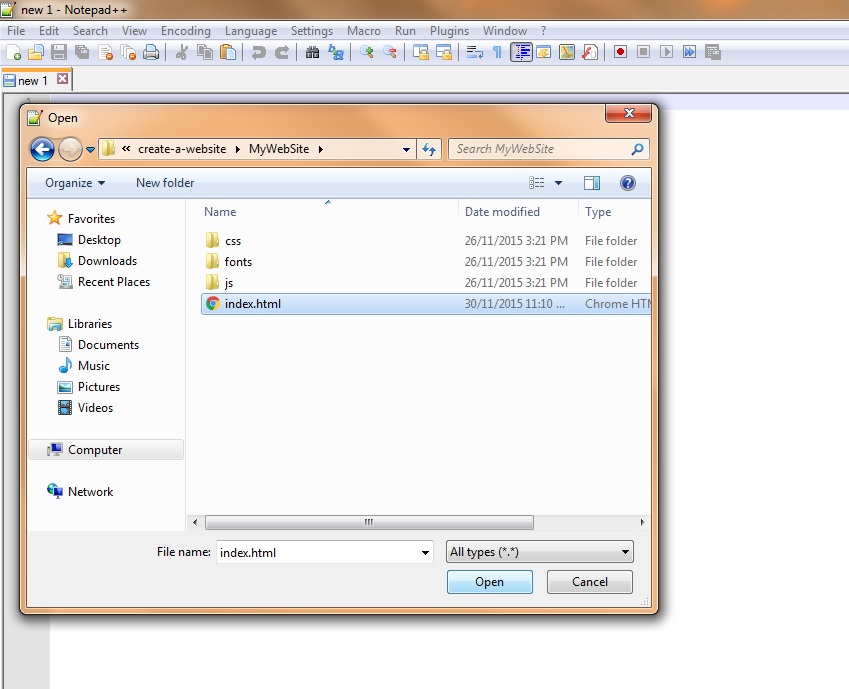 new 1 - Notepad++
File Edit Search View Encoding Language Settings Macro Run Plugins Window ?
new 1
1
Open
« create-a-website MyWebSite Search MyWebSite
Organize New folder
Name Date modified Type
Favorites
Desktop
Downloads
Recent Places
Libraries
Documents
Music
Pictures
Videos
Computer
Network
css 26/11/2015 3:21 PM File folder
fonts 26/11/2015 3:21 PM File folder
js 26/11/2015 3:21 PM File folder
index.html 30/11/2015 11:10 ... Chrome HTM
File name: index.html All types (*.*)
Open Cancel